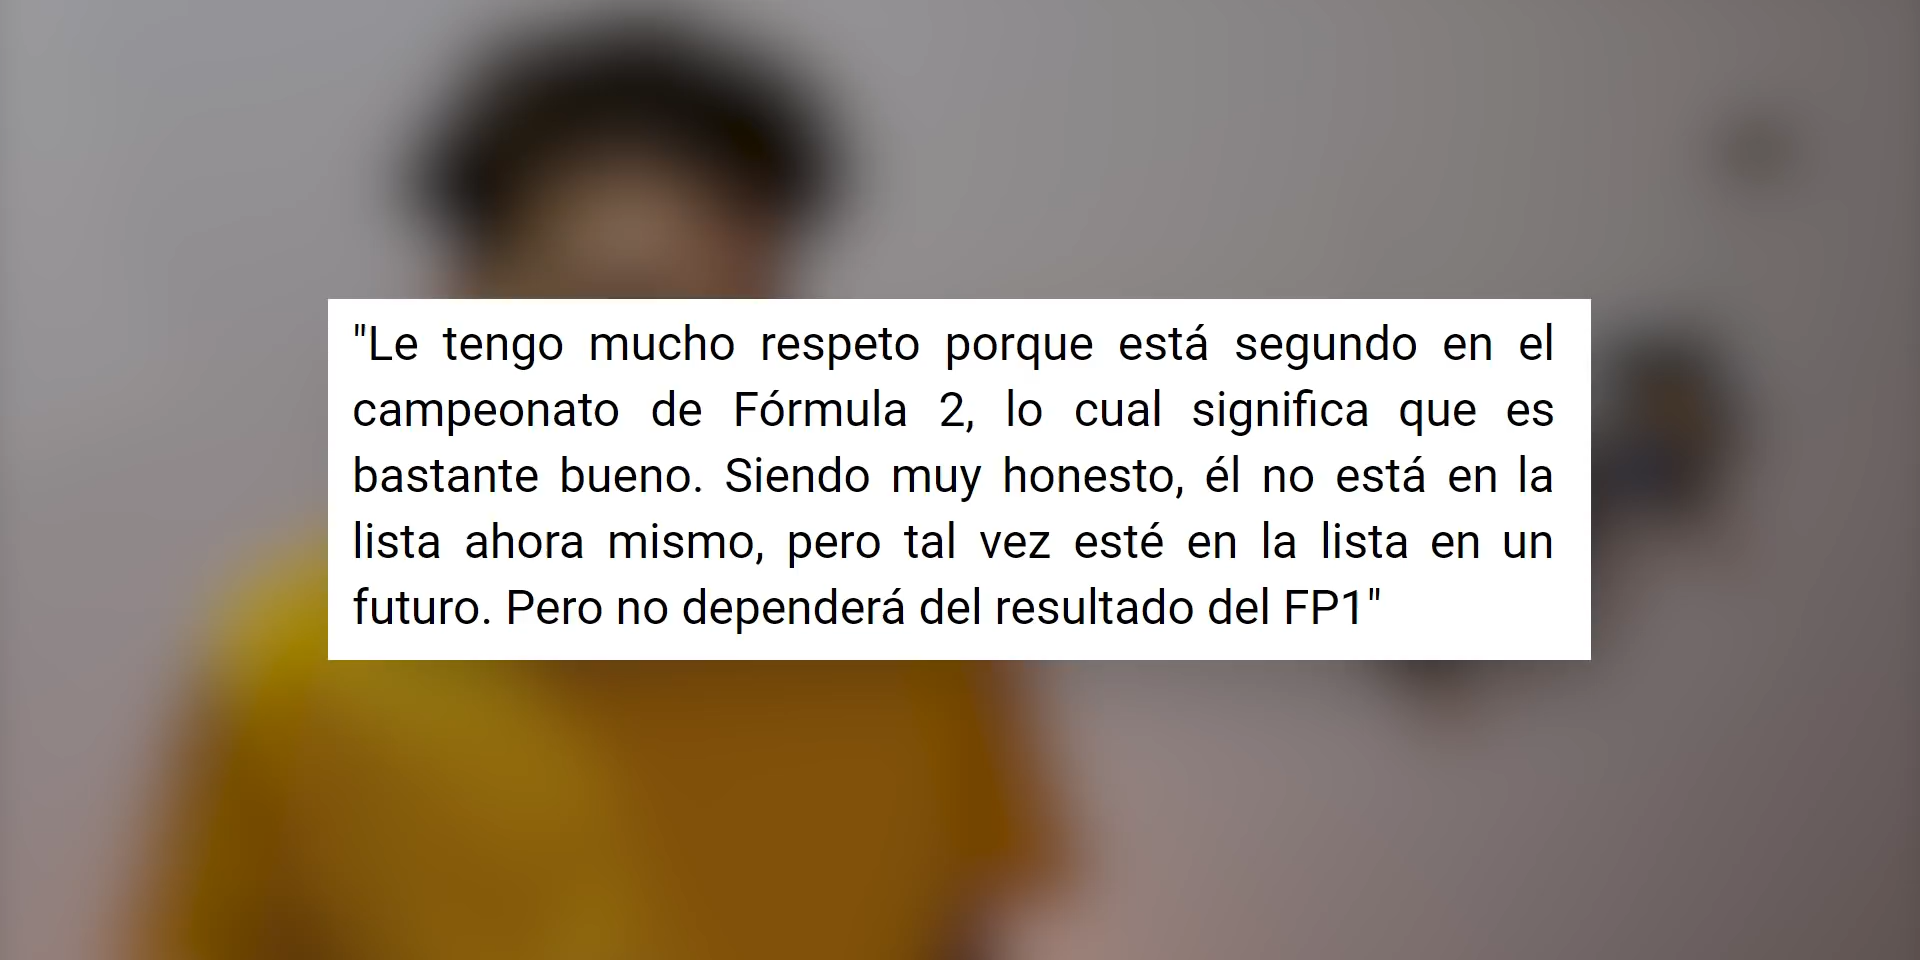 "Le tengo mucho respeto porque está segundo en el
campeonato de Fórmula 2, lo cual significa que es
bastante bueno. Siendo muy honesto, él no está en la
lista ahora mismo, pero tal vez esté en la lista en un
futuro. Pero no dependerá del resultado del FP1"